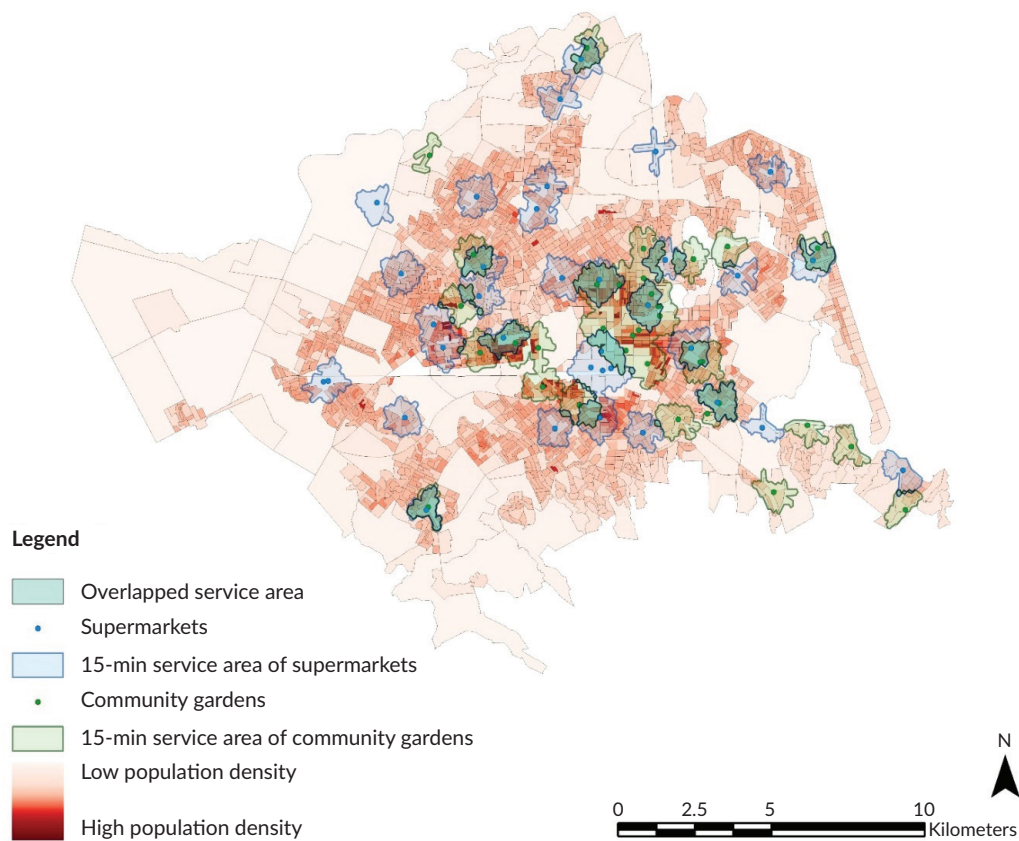 Legend
Overlapped service area
Supermarkets
15-min service area of supermarkets
Community gardens
15-min service area of community gardens
Low population density
High population density
N
0 2.5 5 10
Kilometers